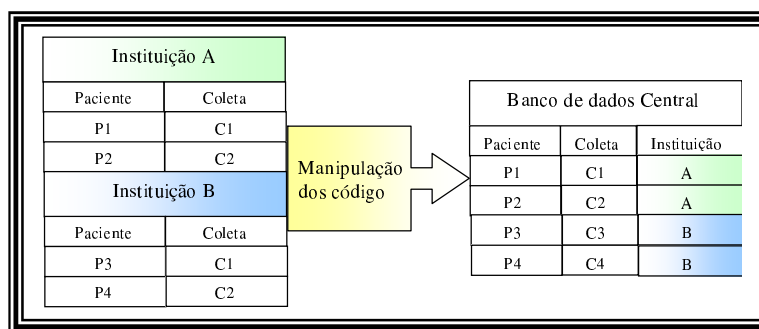 Instituição A
Paciente Coleta
P1 C1
P2 C2
Instituição B
Paciente Coleta
P3 C1
P4 C2
Manipulação
dos código
Banco de dados Central
Paciente Coleta Instituição
P1 C1 A
P2 C2 A
P3 C3 B
P4 C4 B